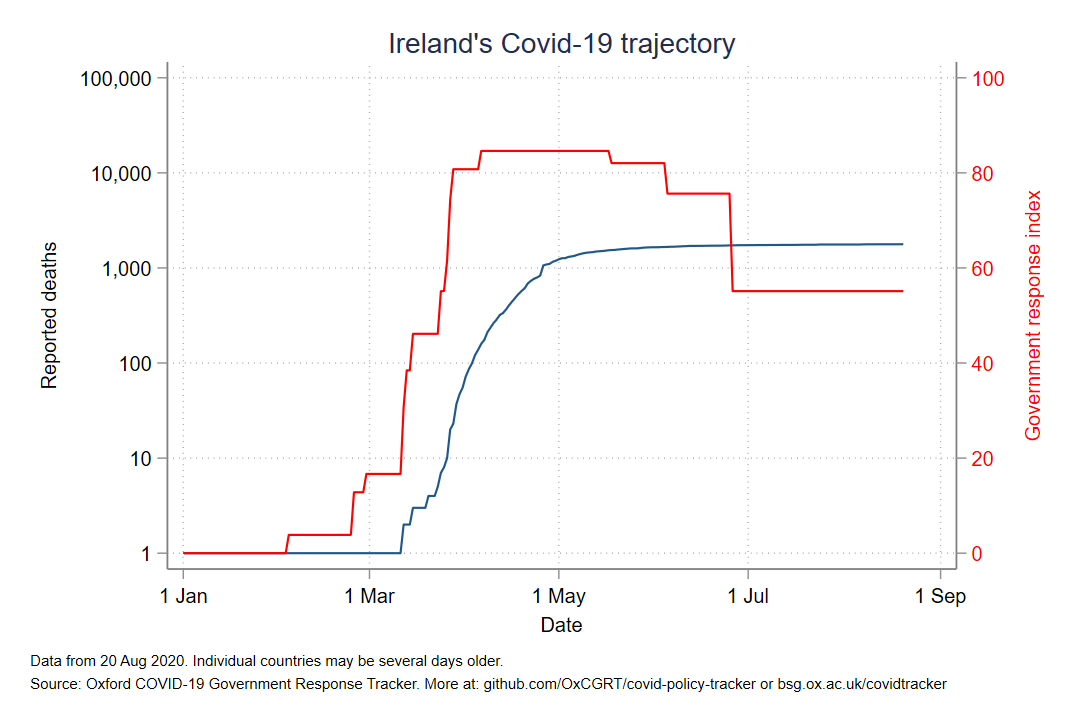 Ireland's Covid-19 trajectory
100,000
10,000
1,000
100
10
1
Reported deaths
100
80
60
40
20
0
Government response index
1 Jan
1 Mar
1 May
1 Jul
1 Sep
Date
Data from 20 Aug 2020. Individual countries may be several days older.
Source: Oxford COVID-19 Government Response Tracker. More at: github.com/OxCGRT/covid-policy-tracker or bsg.ox.ac.uk/covidtracker